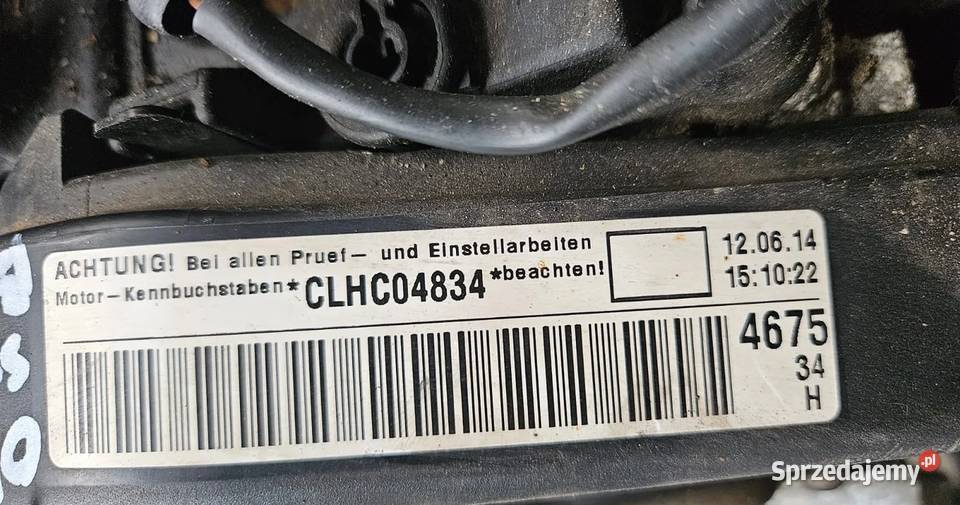 ACHTUNG! Bei allen Pruef- und Einstellarbeiten
Motor-Kennbuchstaben*CLHC04834*beachten!
12.06.14
15:10:22
4675
34
H
Sprzedajemy.pl